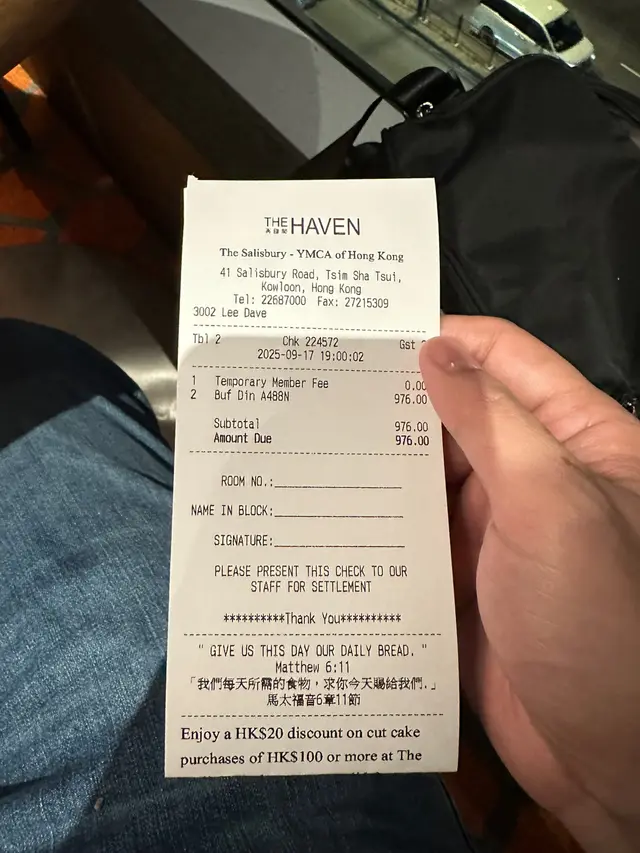 THE HAVEN
The Salisbury - YMCA of Hong Kong
41 Salisbury Road, Tsim Sha Tsui,
Kowloon, Hong Kong
Tel: 22687000 Fax: 27215309
3002 Lee Dave
Tbl 2 Chk 224572 Gst
2025-09-17 19:00:02
1 Temporary Member Fee 0.00
2 Buf Din A488N 976.00
Subtotal 976.00
Amount Due 976.00
ROOM NO.:
NAME IN BLOCK:
SIGNATURE:
PLEASE PRESENT THIS CHECK TO OUR
STAFF FOR SETTLEMENT
**********Thank You**********
" GIVE US THIS DAY OUR DAILY BREAD. "
Matthew 6:11
「我們每天所需的食物，求你今天賜給我們.」
馬太福音6章11節
Enjoy a HK$20 discount on cut cake
purchases of HK$100 or more at The